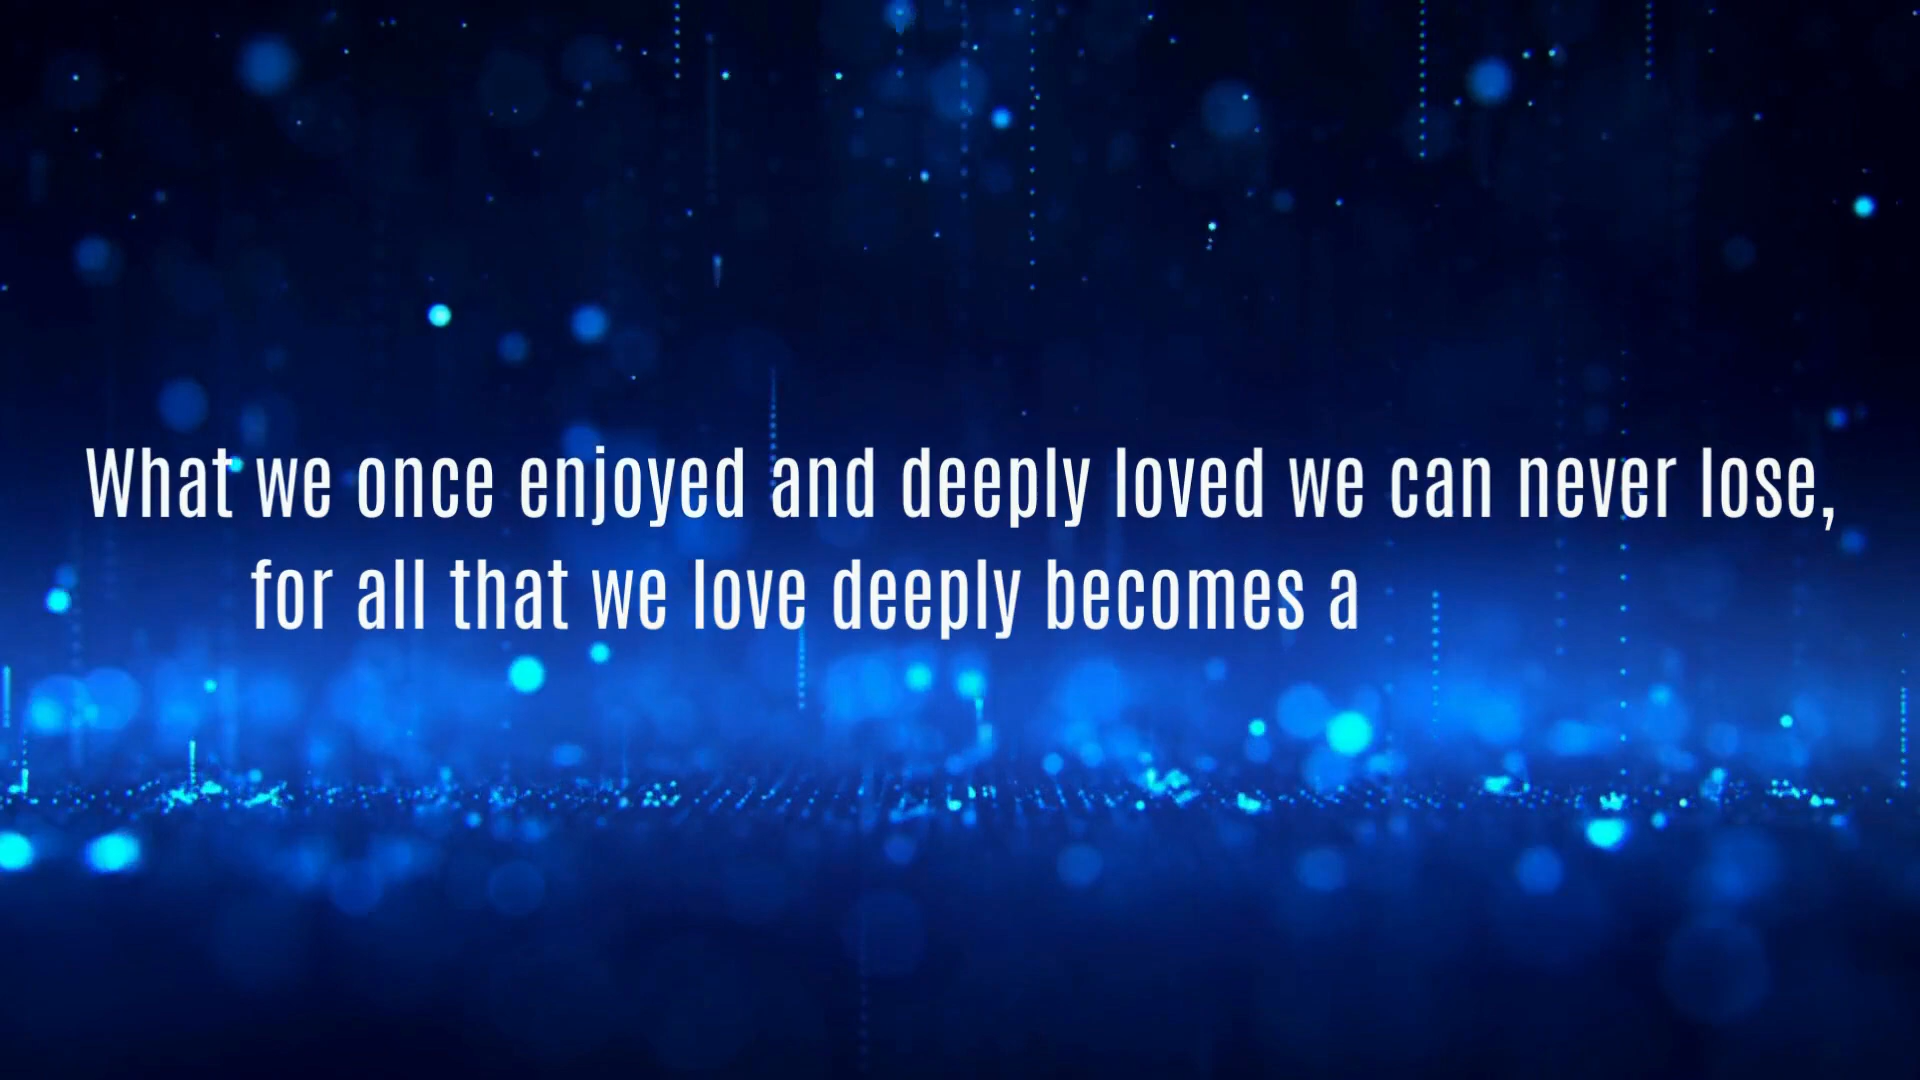 What we once enjoyed and deeply loved we can never lose,
for all that we love deeply becomes a